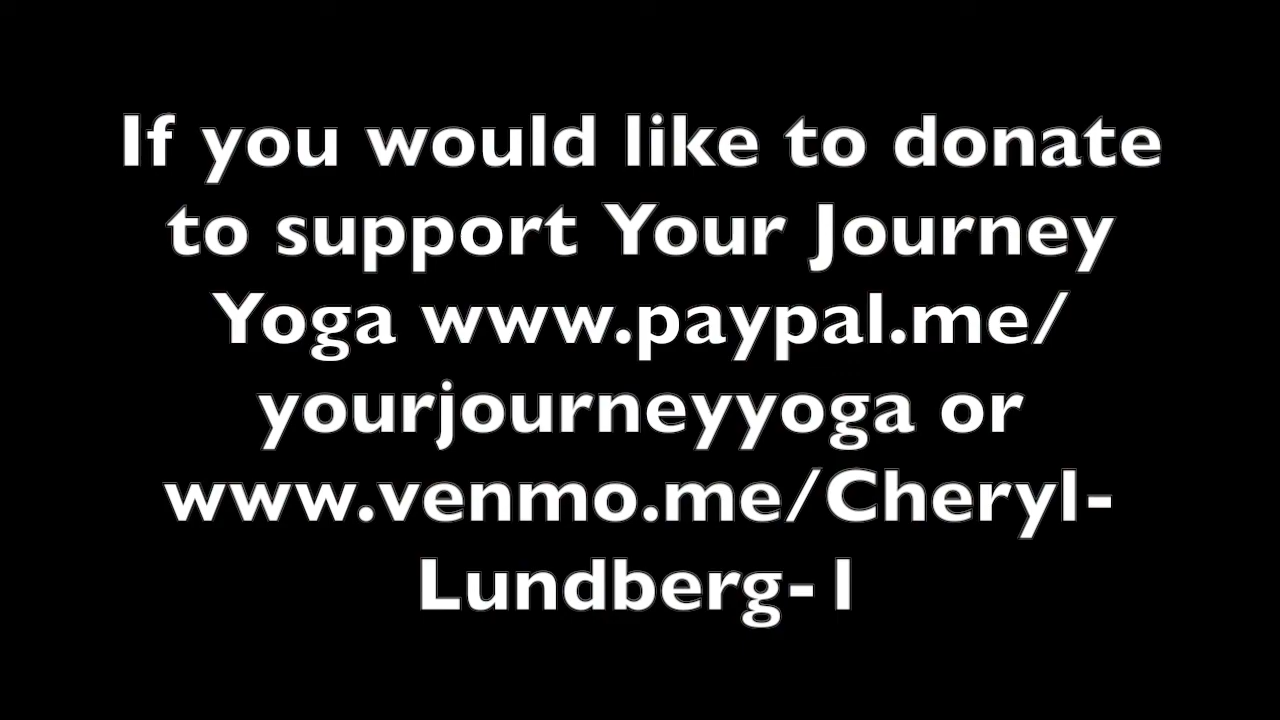 If you would like to donate
to support Your Journey
Yoga www.paypal.me/
yourjourneyyoga or
www.venmo.me/Cheryl-
Lundberg-1